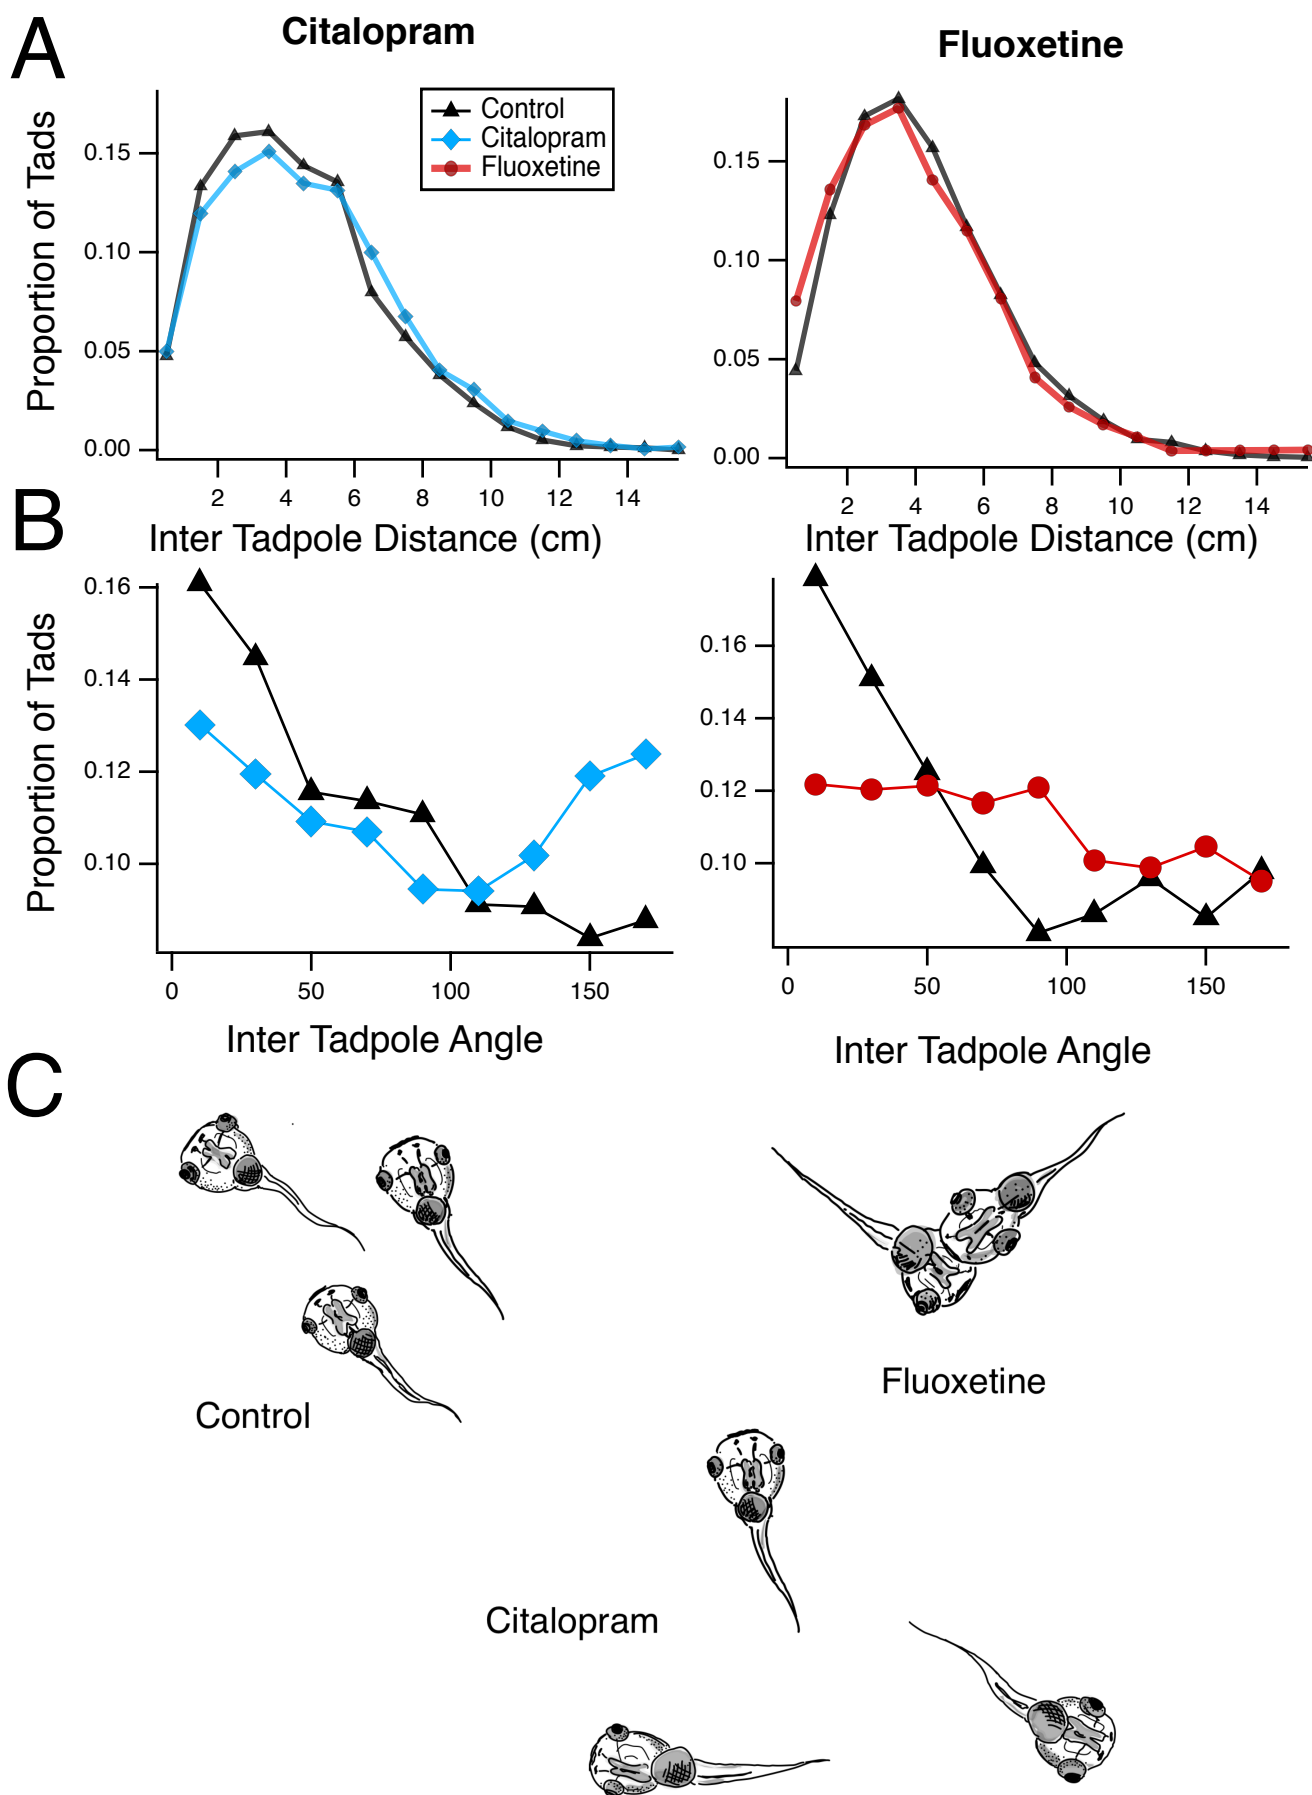 A
Citalopram
Fluoxetine
Control
Citalopram
Fluoxetine
Proportion of Tads
0.15
0.10
0.05
0.00
2 4 6 8 10 12 14
Inter Tadpole Distance (cm)
0.15
0.10
0.05
0.00
2 4 6 8 10 12 14
Inter Tadpole Distance (cm)
B
Proportion of Tads
0.16
0.14
0.12
0.10
0 50 100 150
Inter Tadpole Angle
0.16
0.14
0.12
0.10
0 50 100 150
Inter Tadpole Angle
C
Control
Fluoxetine
Citalopram